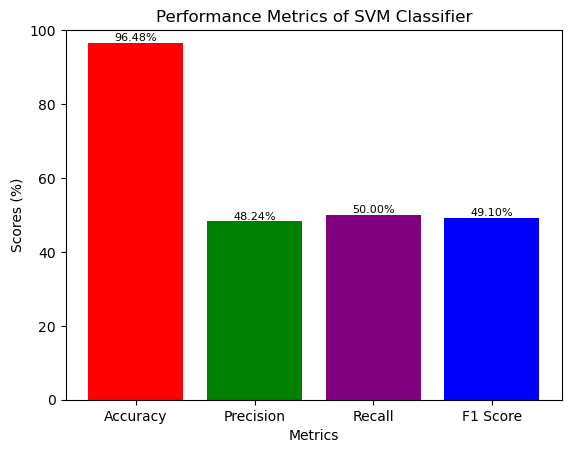 Performance Metrics of SVM Classifier
100
80
60
40
20
0
Scores (%)
96.48%
48.24%
50.00%
49.10%
Accuracy
Precision
Recall
F1 Score
Metrics